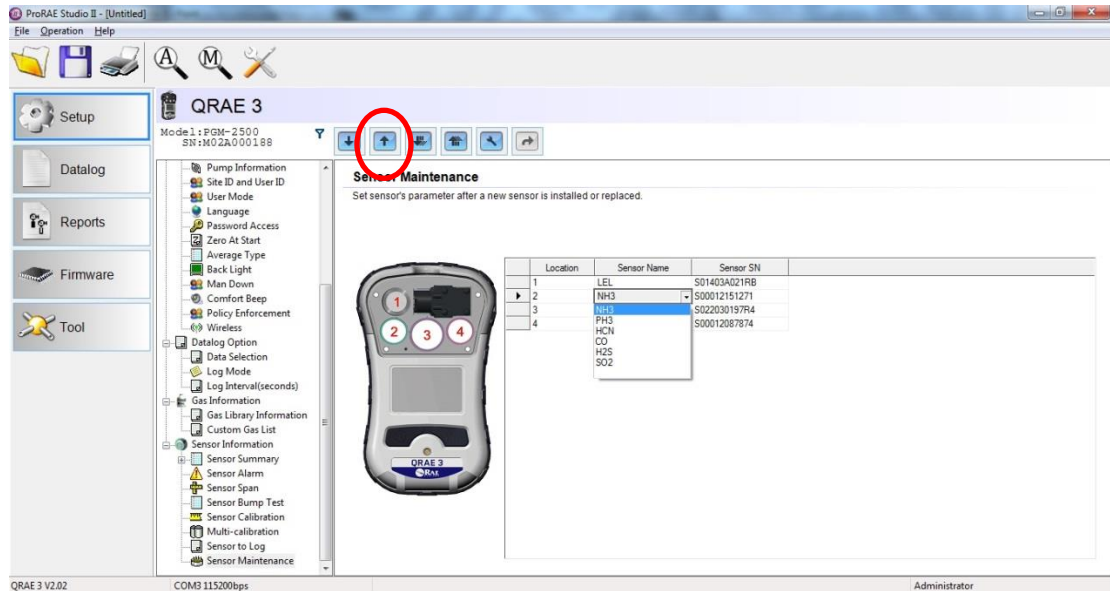 ProRAE Studio II - [Untitled]
File Operation Help
A M
Setup
Datalog
Reports
Firmware
Tool
QRAE 3
Model:PGM-2500
SN:M02A000188
Pump Information
Site ID and User ID
User Mode
Language
Password Access
Zero At Start
Average Type
Back Light
Man Down
Comfort Beep
Policy Enforcement
Wireless
Datalog Option
Data Selection
Log Mode
Log Interval(seconds)
Gas Information
Gas Library Information
Custom Gas List
Sensor Information
Sensor Summary
Sensor Alarm
Sensor Span
Sensor Bump Test
Sensor Calibration
Multi-calibration
Sensor to Log
Sensor Maintenance
Sensor Maintenance
Set sensor's parameter after a new sensor is installed or replaced.
1
2 3 4
QRAE 3
RAE
Location Sensor Name Sensor SN
1 LEL S01403A021RB
2 NH3 S00012151271
3 S022030197R4
4 S00012087874
NH3
PH3
HCN
CO
H2S
SO2
QRAE 3 V2.02 COM3 115200bps Administrator